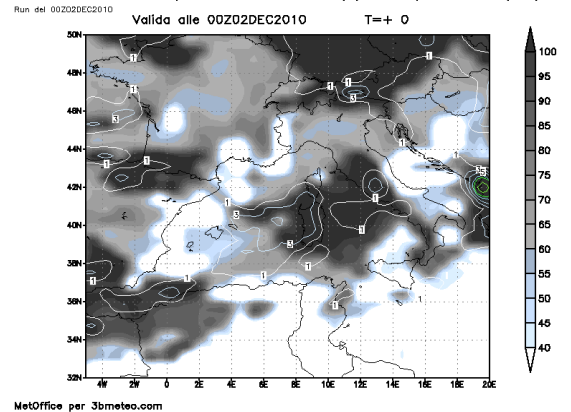 Run del 00Z02DEC2010
Valida alle 00Z02DEC2010 T=+ 0
50N
48N
46N
44N
42N
40N
38N
36N
34N
32N
4W 2W 0 2E 4E 6E 8E 10E 12E 14E 16E 18E 20E
100
95
90
85
80
75
70
65
60
55
50
45
40
MetOffice per 3bmeteo.com